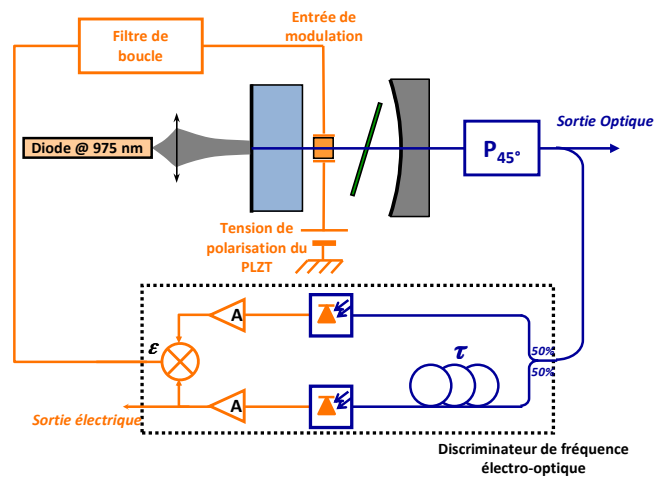 Entrée de
modulation
Filtre de
boucle
Diode @ 975 nm
Sortie Optique
P45°
Tension de
polarisation du
PLZT
A
ε
τ
50%
50%
A
Sortie électrique
Discriminateur de fréquence
électro-optique